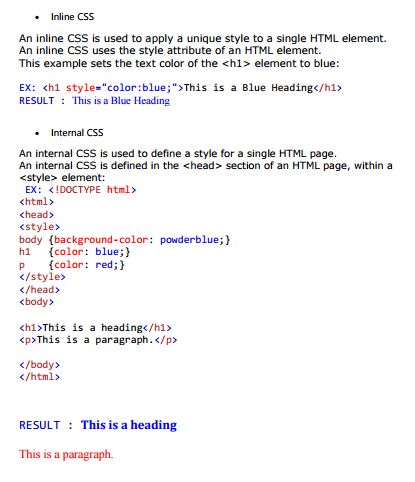 • Inline CSS
An inline CSS is used to apply a unique style to a single HTML element.
An inline CSS uses the style attribute of an HTML element.
This example sets the text color of the <h1> element to blue:
EX: <h1 style="color:blue;">This is a Blue Heading</h1>
RESULT : This is a Blue Heading
• Internal CSS
An internal CSS is used to define a style for a single HTML page.
An internal CSS is defined in the <head> section of an HTML page, within a
<style> element:
EX: <!DOCTYPE html>
<html>
<head>
<style>
body {background-color: powderblue;}
h1   {color: blue;}
p    {color: red;}
</style>
</head>
<body>
<h1>This is a heading</h1>
<p>This is a paragraph.</p>
</body>
</html>
RESULT : This is a heading
This is a paragraph.